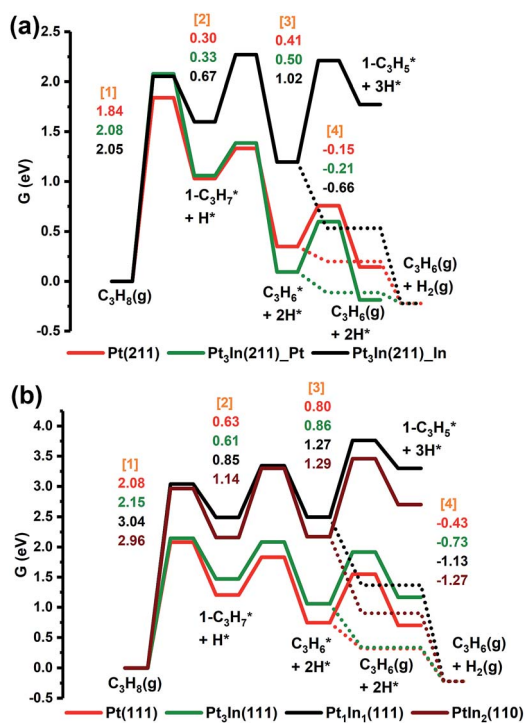 (a)
[2]
0.30
0.33
0.67
[3]
0.41
0.50
1.02
1-C₃H₅*
+ 3H*
[1]
1.84
2.08
2.05
[4]
-0.15
-0.21
-0.66
2.5
2.0
1.5
1.0
0.5
0.0
-0.5
G (eV)
1-C₃H₇*
+ H*
C₃H₈(g)
C₃H₆*
+ 2H*
C₃H₆(g)
+ 2H*
C₃H₆(g)
+ H₂(g)
Pt(211) Pt₃In(211)_Pt Pt₃In(211)_In
(b)
[2]
0.63
0.61
0.85
1.14
[3]
0.80
0.86
1.27
1.29
1-C₃H₅*
+ 3H*
[1]
2.08
2.15
3.04
2.96
[4]
-0.43
-0.73
-1.13
-1.27
4.0
3.5
3.0
2.5
2.0
1.5
1.0
0.5
0.0
-0.5
G (eV)
1-C₃H₇*
+ H*
C₃H₈(g)
C₃H₆*
+ 2H*
C₃H₆(g)
+ 2H*
C₃H₆(g)
+ H₂(g)
Pt(111) Pt₃In(111) Pt₁In₁(111) PtIn₂(110)